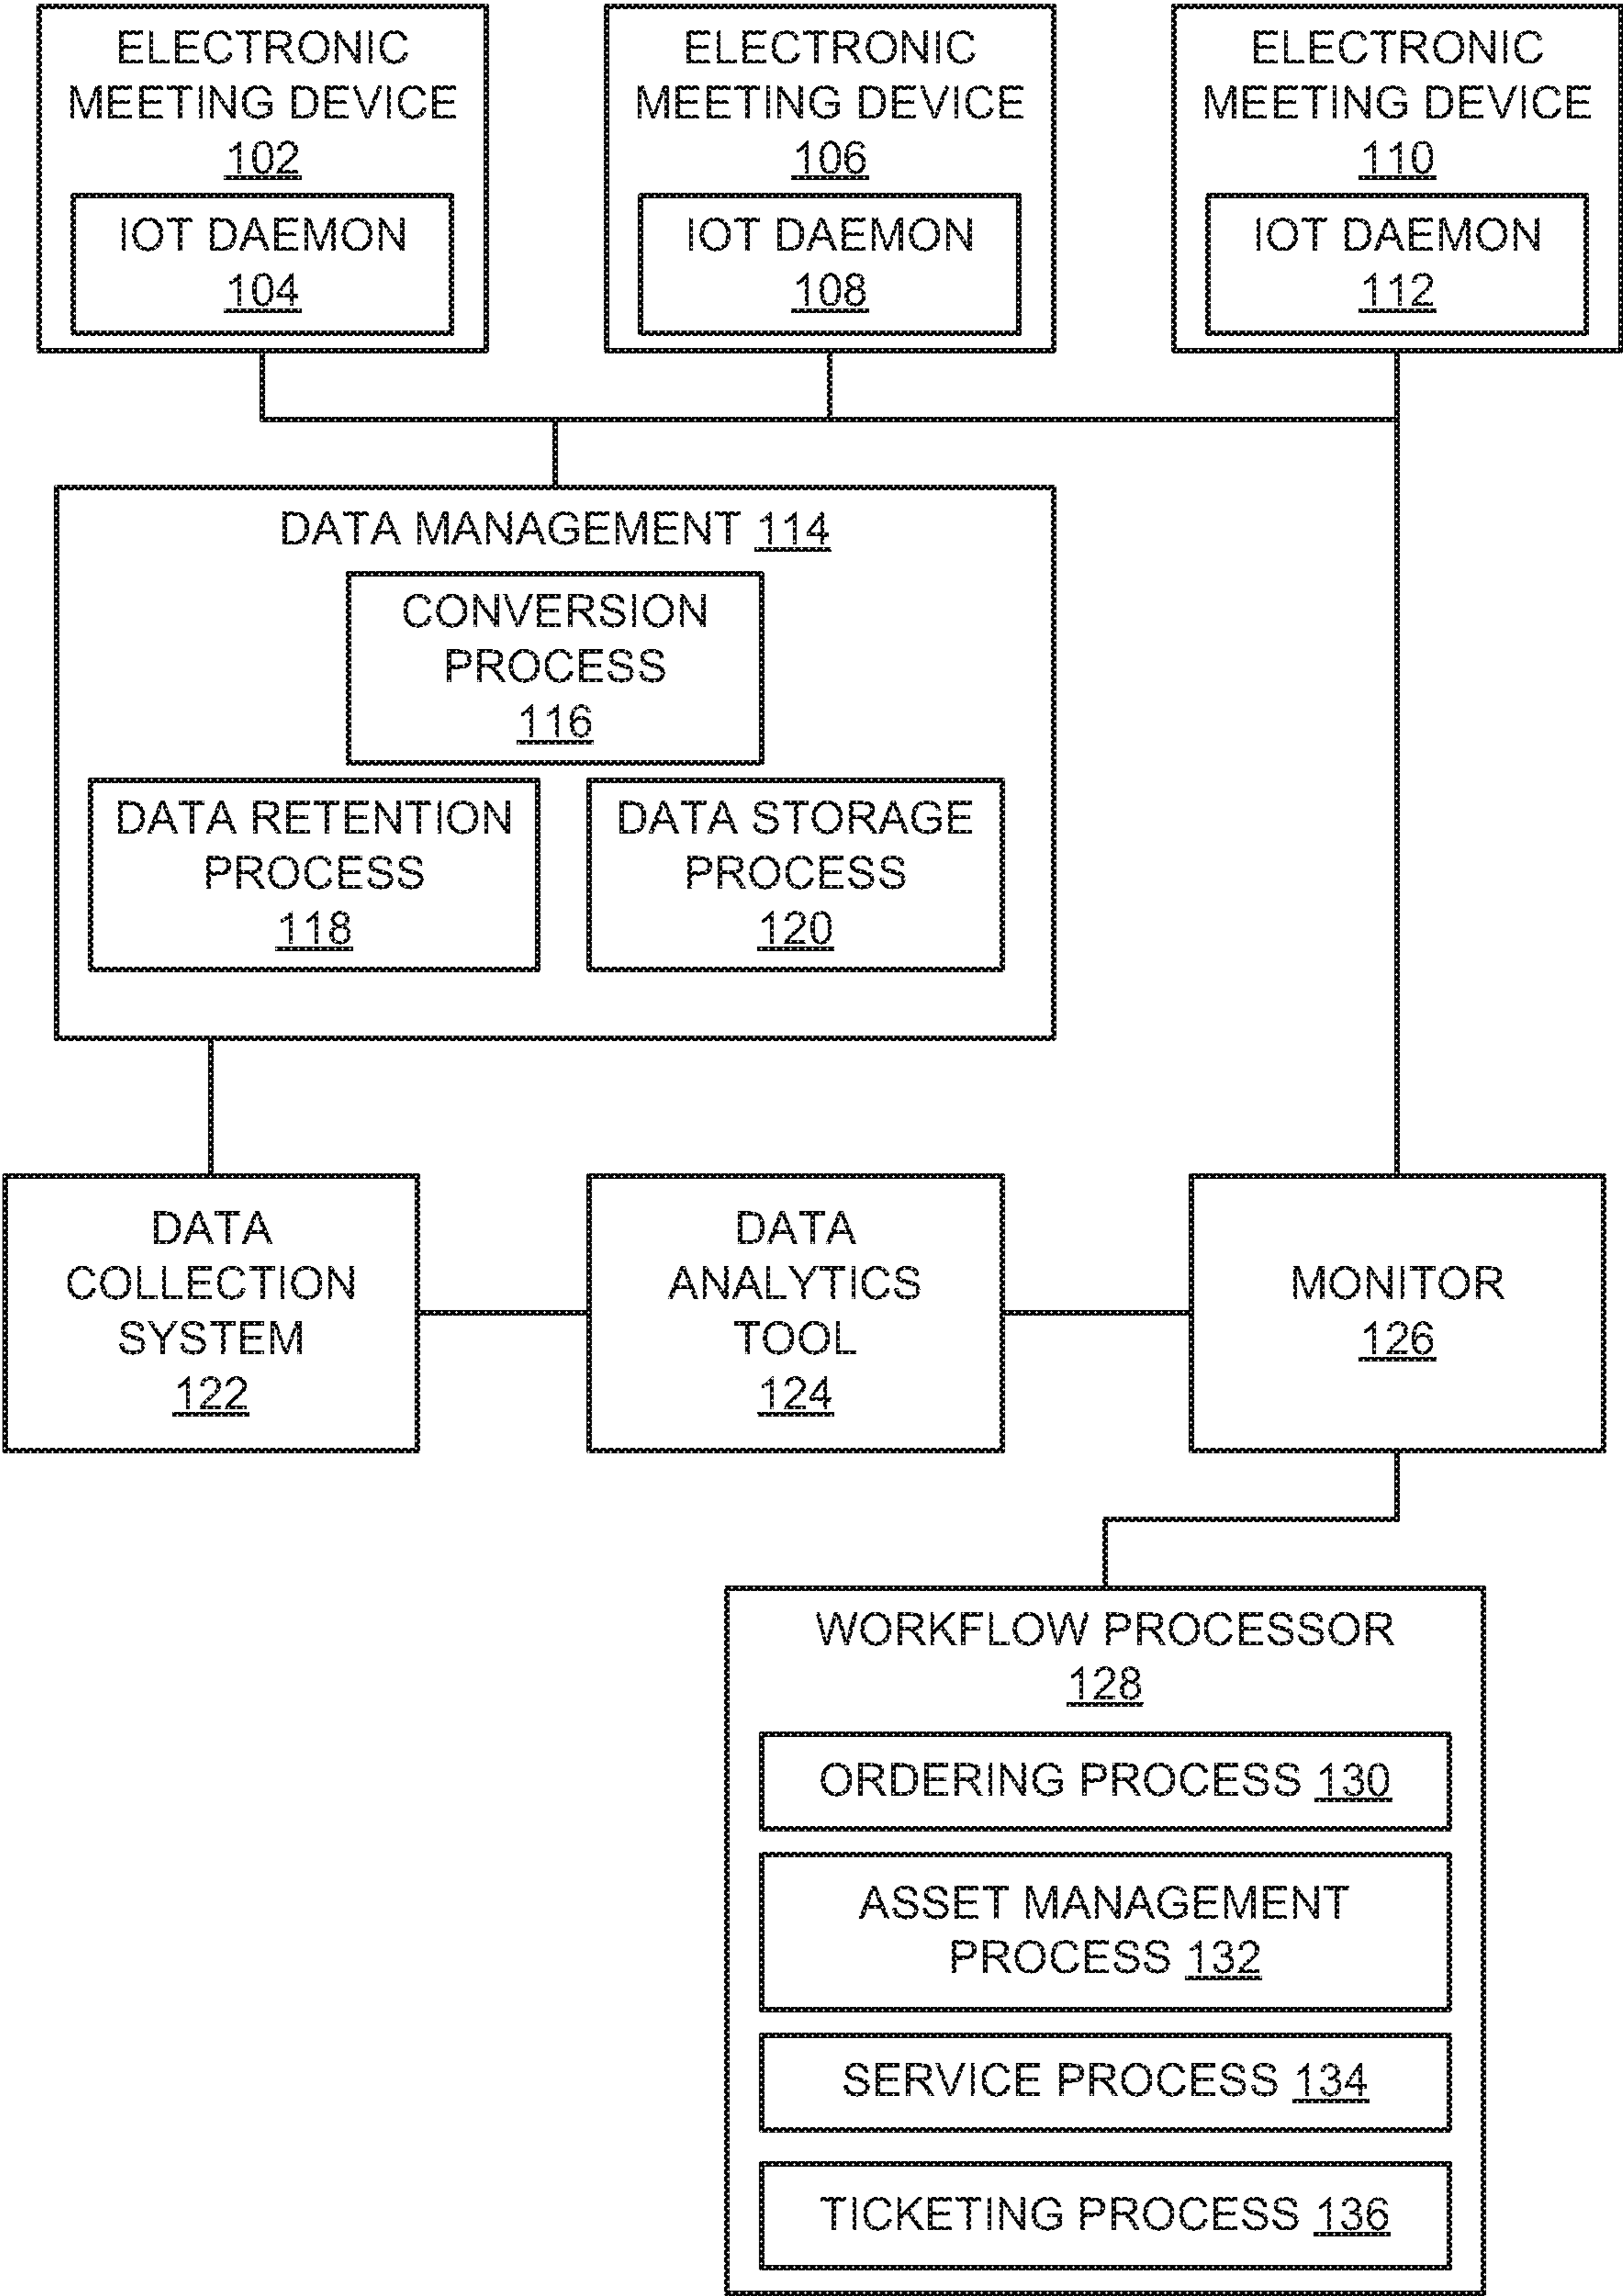 ELECTRONIC
MEETING DEVICE
102
IOT DAEMON
104
ELECTRONIC
MEETING DEVICE
106
IOT DAEMON
108
ELECTRONIC
MEETING DEVICE
110
IOT DAEMON
112
DATA MANAGEMENT 114
CONVERSION
PROCESS
116
DATA RETENTION
PROCESS
118
DATA STORAGE
PROCESS
120
DATA
COLLECTION
SYSTEM
122
DATA
ANALYTICS
TOOL
124
MONITOR
126
WORKFLOW PROCESSOR
128
ORDERING PROCESS 130
ASSET MANAGEMENT
PROCESS 132
SERVICE PROCESS 134
TICKETING PROCESS 136